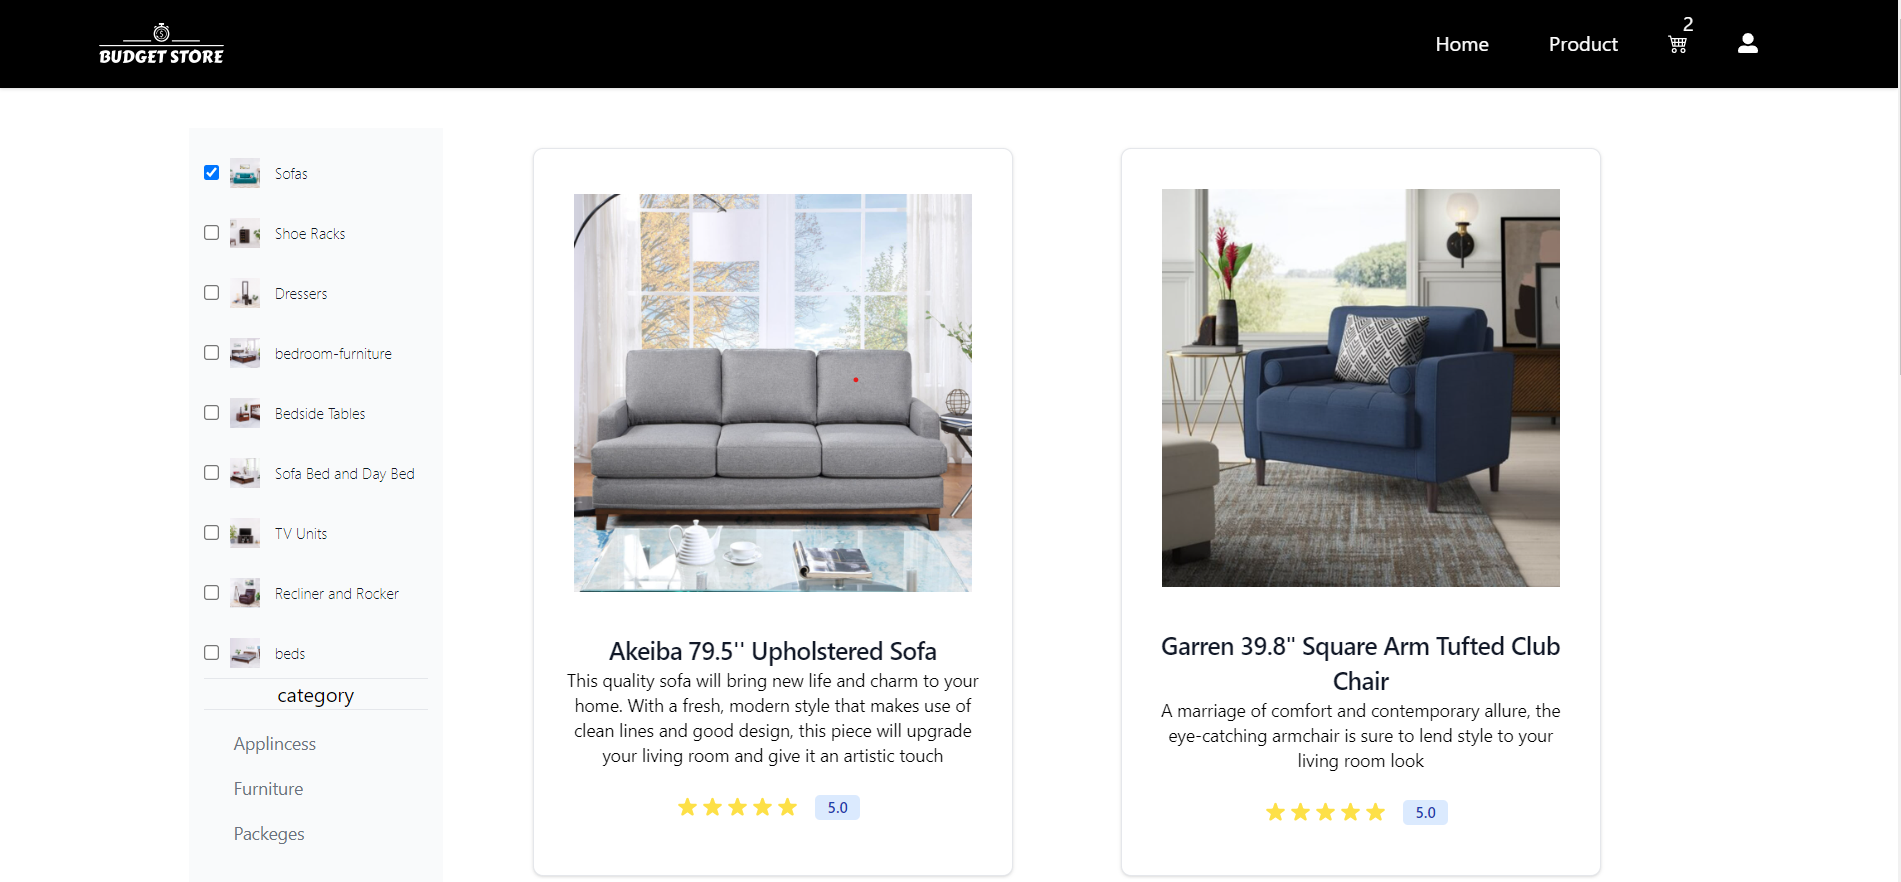 BUDGET STORE
Home
Product
2
Sofas
Shoe Racks
Dressers
bedroom-furniture
Bedside Tables
Sofa Bed and Day Bed
TV Units
Recliner and Rocker
beds
category
Applincess
Furniture
Packeges
Akeiba 79.5'' Upholstered Sofa
This quality sofa will bring new life and charm to your
home. With a fresh, modern style that makes use of
clean lines and good design, this piece will upgrade
your living room and give it an artistic touch
5.0
Garren 39.8" Square Arm Tufted Club
Chair
A marriage of comfort and contemporary allure, the
eye-catching armchair is sure to lend style to your
living room look
5.0